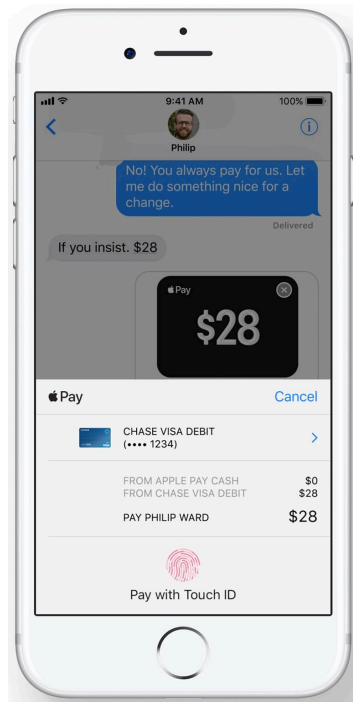 9:41 AM
100%
Philip
No! You always pay for us. Let
me do something nice for a
change.
Delivered
If you insist. $28
Pay
$28
Pay
Cancel
CHASE VISA DEBIT
(•••• 1234)
FROM APPLE PAY CASH $0
FROM CHASE VISA DEBIT $28
PAY PHILIP WARD $28
Pay with Touch ID